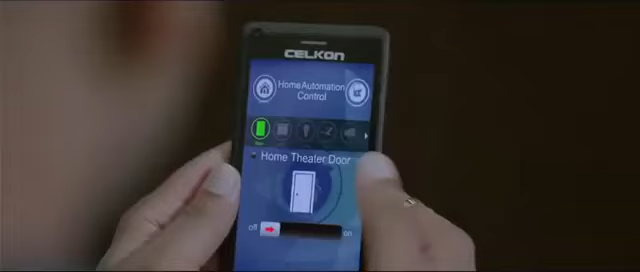 CELKON
Home Automation
Control
Home Theater Door
off
on